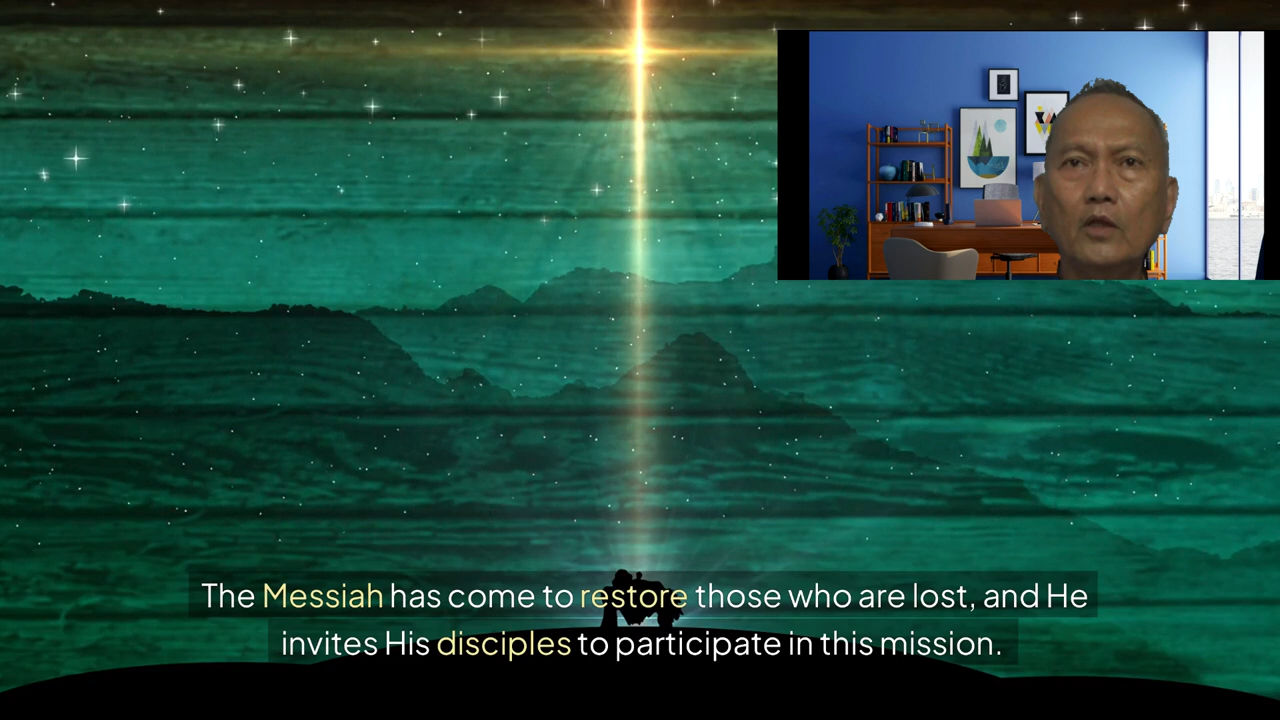 The Messiah has come to restore those who are lost, and He
invites His disciples to participate in this mission.